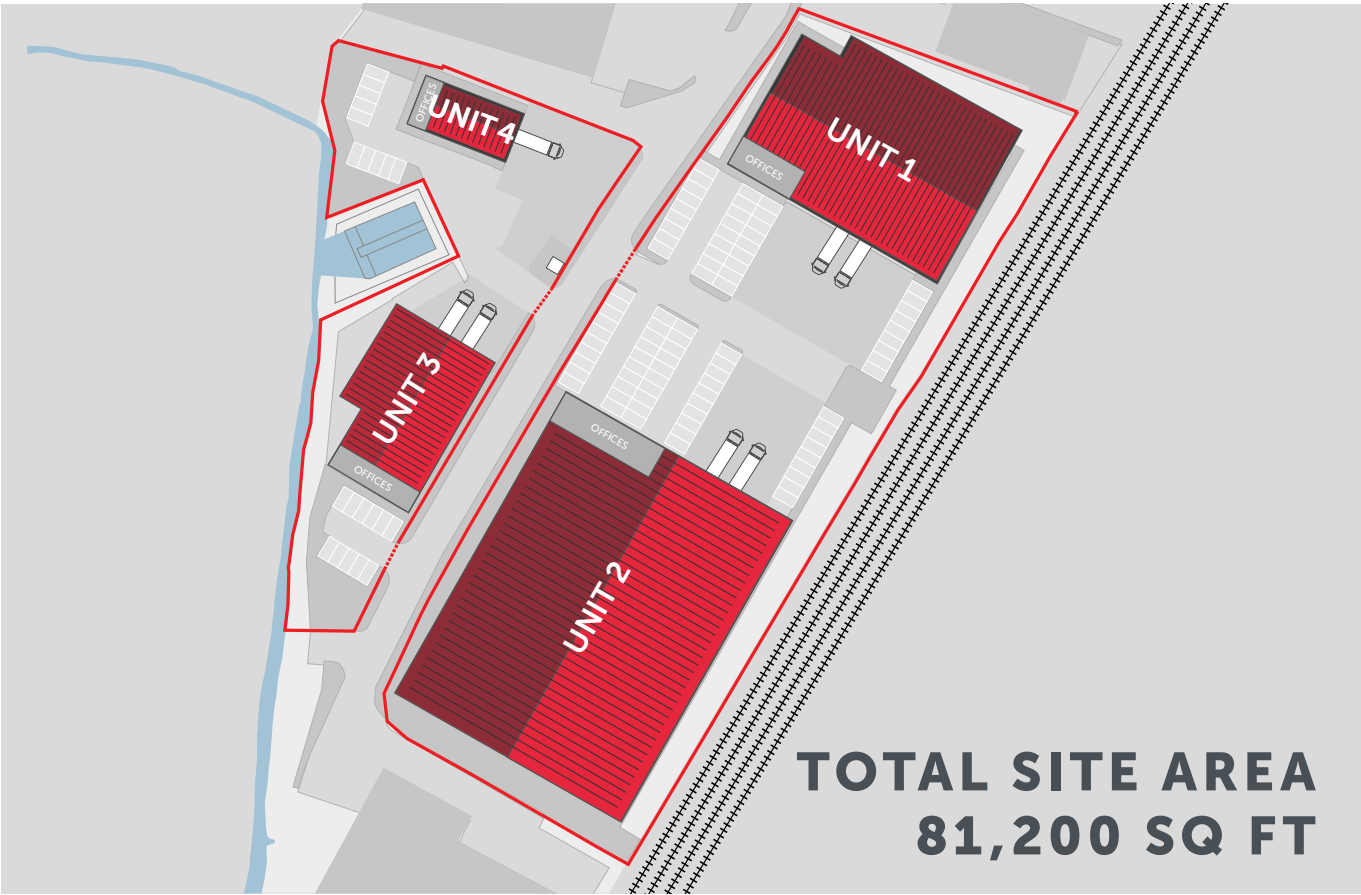 OFFICES
UNIT 4
UNIT 1
OFFICES
UNIT 3
OFFICES
OFFICES
UNIT 2
TOTAL SITE AREA
81,200 SQ FT